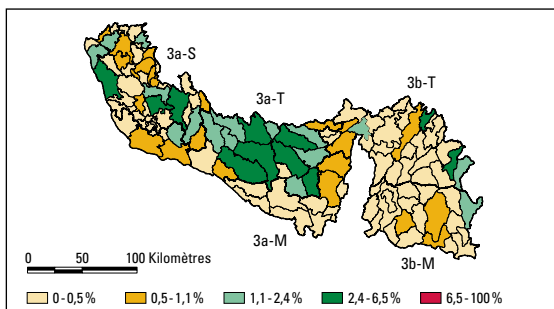 3a-S
3a-T
3b-T
3a-M
3b-M
0 50 100 Kilomètres
0-0,5 % 0,5-1,1 % 1,1-2,4 % 2,4-6,5 % 6,5-100 %